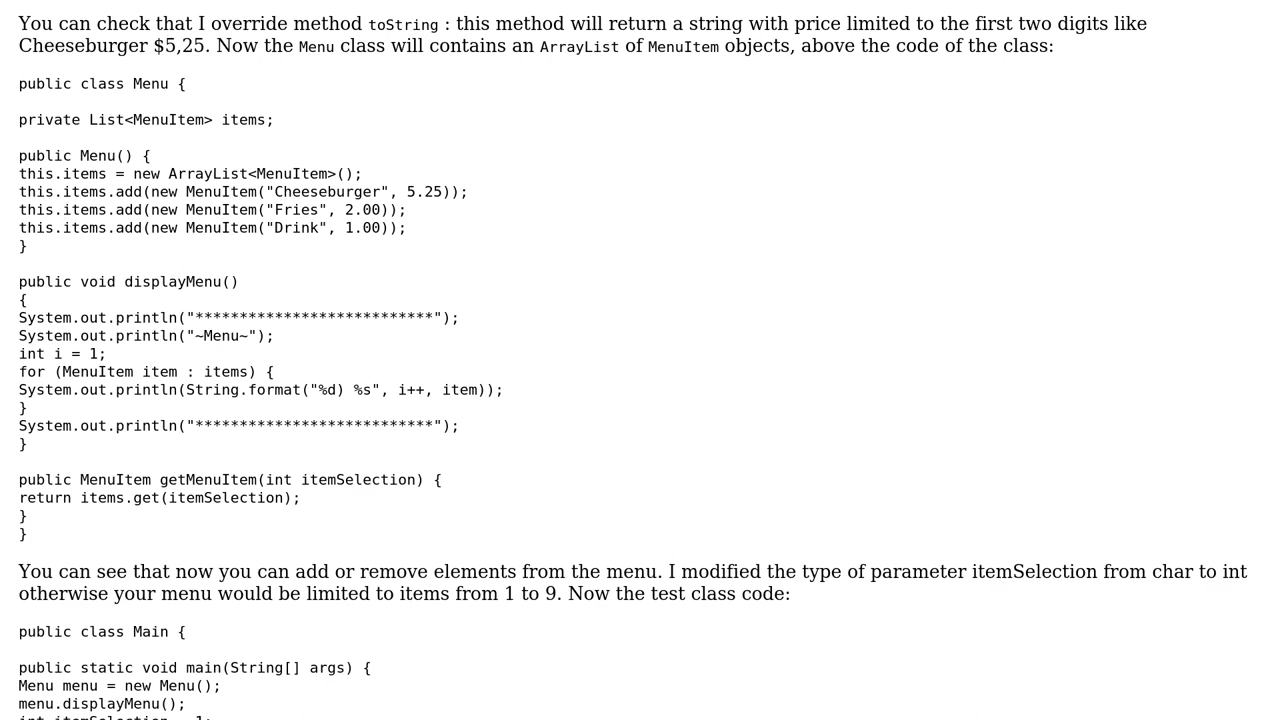 You can check that I override method toString : this method will return a string with price limited to the first two digits like
Cheeseburger $5,25. Now the Menu class will contains an ArrayList of MenuItem objects, above the code of the class:
public class Menu {
private List<MenuItem> items;
public Menu() {
this.items = new ArrayList<MenuItem>();
this.items.add(new MenuItem("Cheeseburger", 5.25));
this.items.add(new MenuItem("Fries", 2.00));
this.items.add(new MenuItem("Drink", 1.00));
}
public void displayMenu()
{
System.out.println("***************************");
System.out.println("~Menu~");
int i = 1;
for (MenuItem item : items) {
System.out.println(String.format("%d) %s", i++, item));
}
System.out.println("***************************");
}
public MenuItem getMenuItem(int itemSelection) {
return items.get(itemSelection);
}
}
You can see that now you can add or remove elements from the menu. I modified the type of parameter itemSelection from char to int
otherwise your menu would be limited to items from 1 to 9. Now the test class code:
public class Main {
public static void main(String[] args) {
Menu menu = new Menu();
menu.displayMenu();